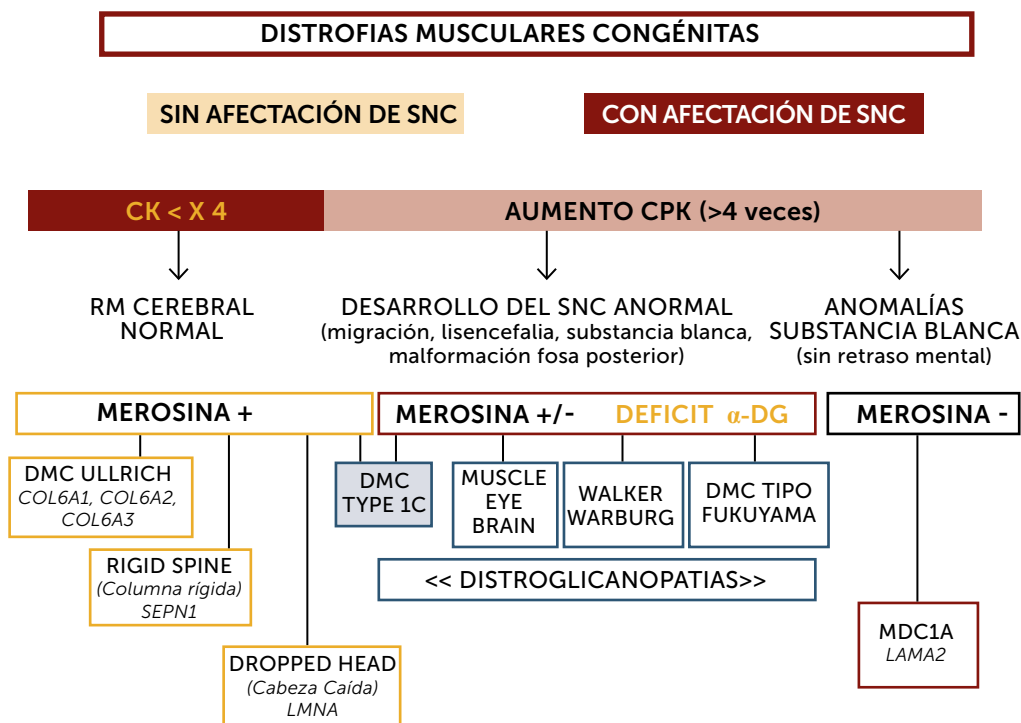 DISTROFIAS MUSCULARES CONGÉNITAS
SIN AFECTACIÓN DE SNC
CON AFECTACIÓN DE SNC
CK < X 4
AUMENTO CPK (>4 veces)
RM CEREBRAL
NORMAL
DESARROLLO DEL SNC ANORMAL
(migración, lisencefalia, substancia blanca,
malformación fosa posterior)
ANOMALÍAS
SUBSTANCIA BLANCA
(sin retraso mental)
MEROSINA +
MEROSINA +/- DEFICIT α-DG
MEROSINA -
DMC ULLRICH
COL6A1, COL6A2,
COL6A3
RIGID SPINE
(Columna rígida)
SEPN1
DROPPED HEAD
(Cabeza Caída)
LMNA
DMC
TYPE 1C
MUSCLE
EYE
BRAIN
WALKER
WARBURG
DMC TIPO
FUKUYAMA
<< DISTROGLICANOPATIAS>>
MDC1A
LAMA2